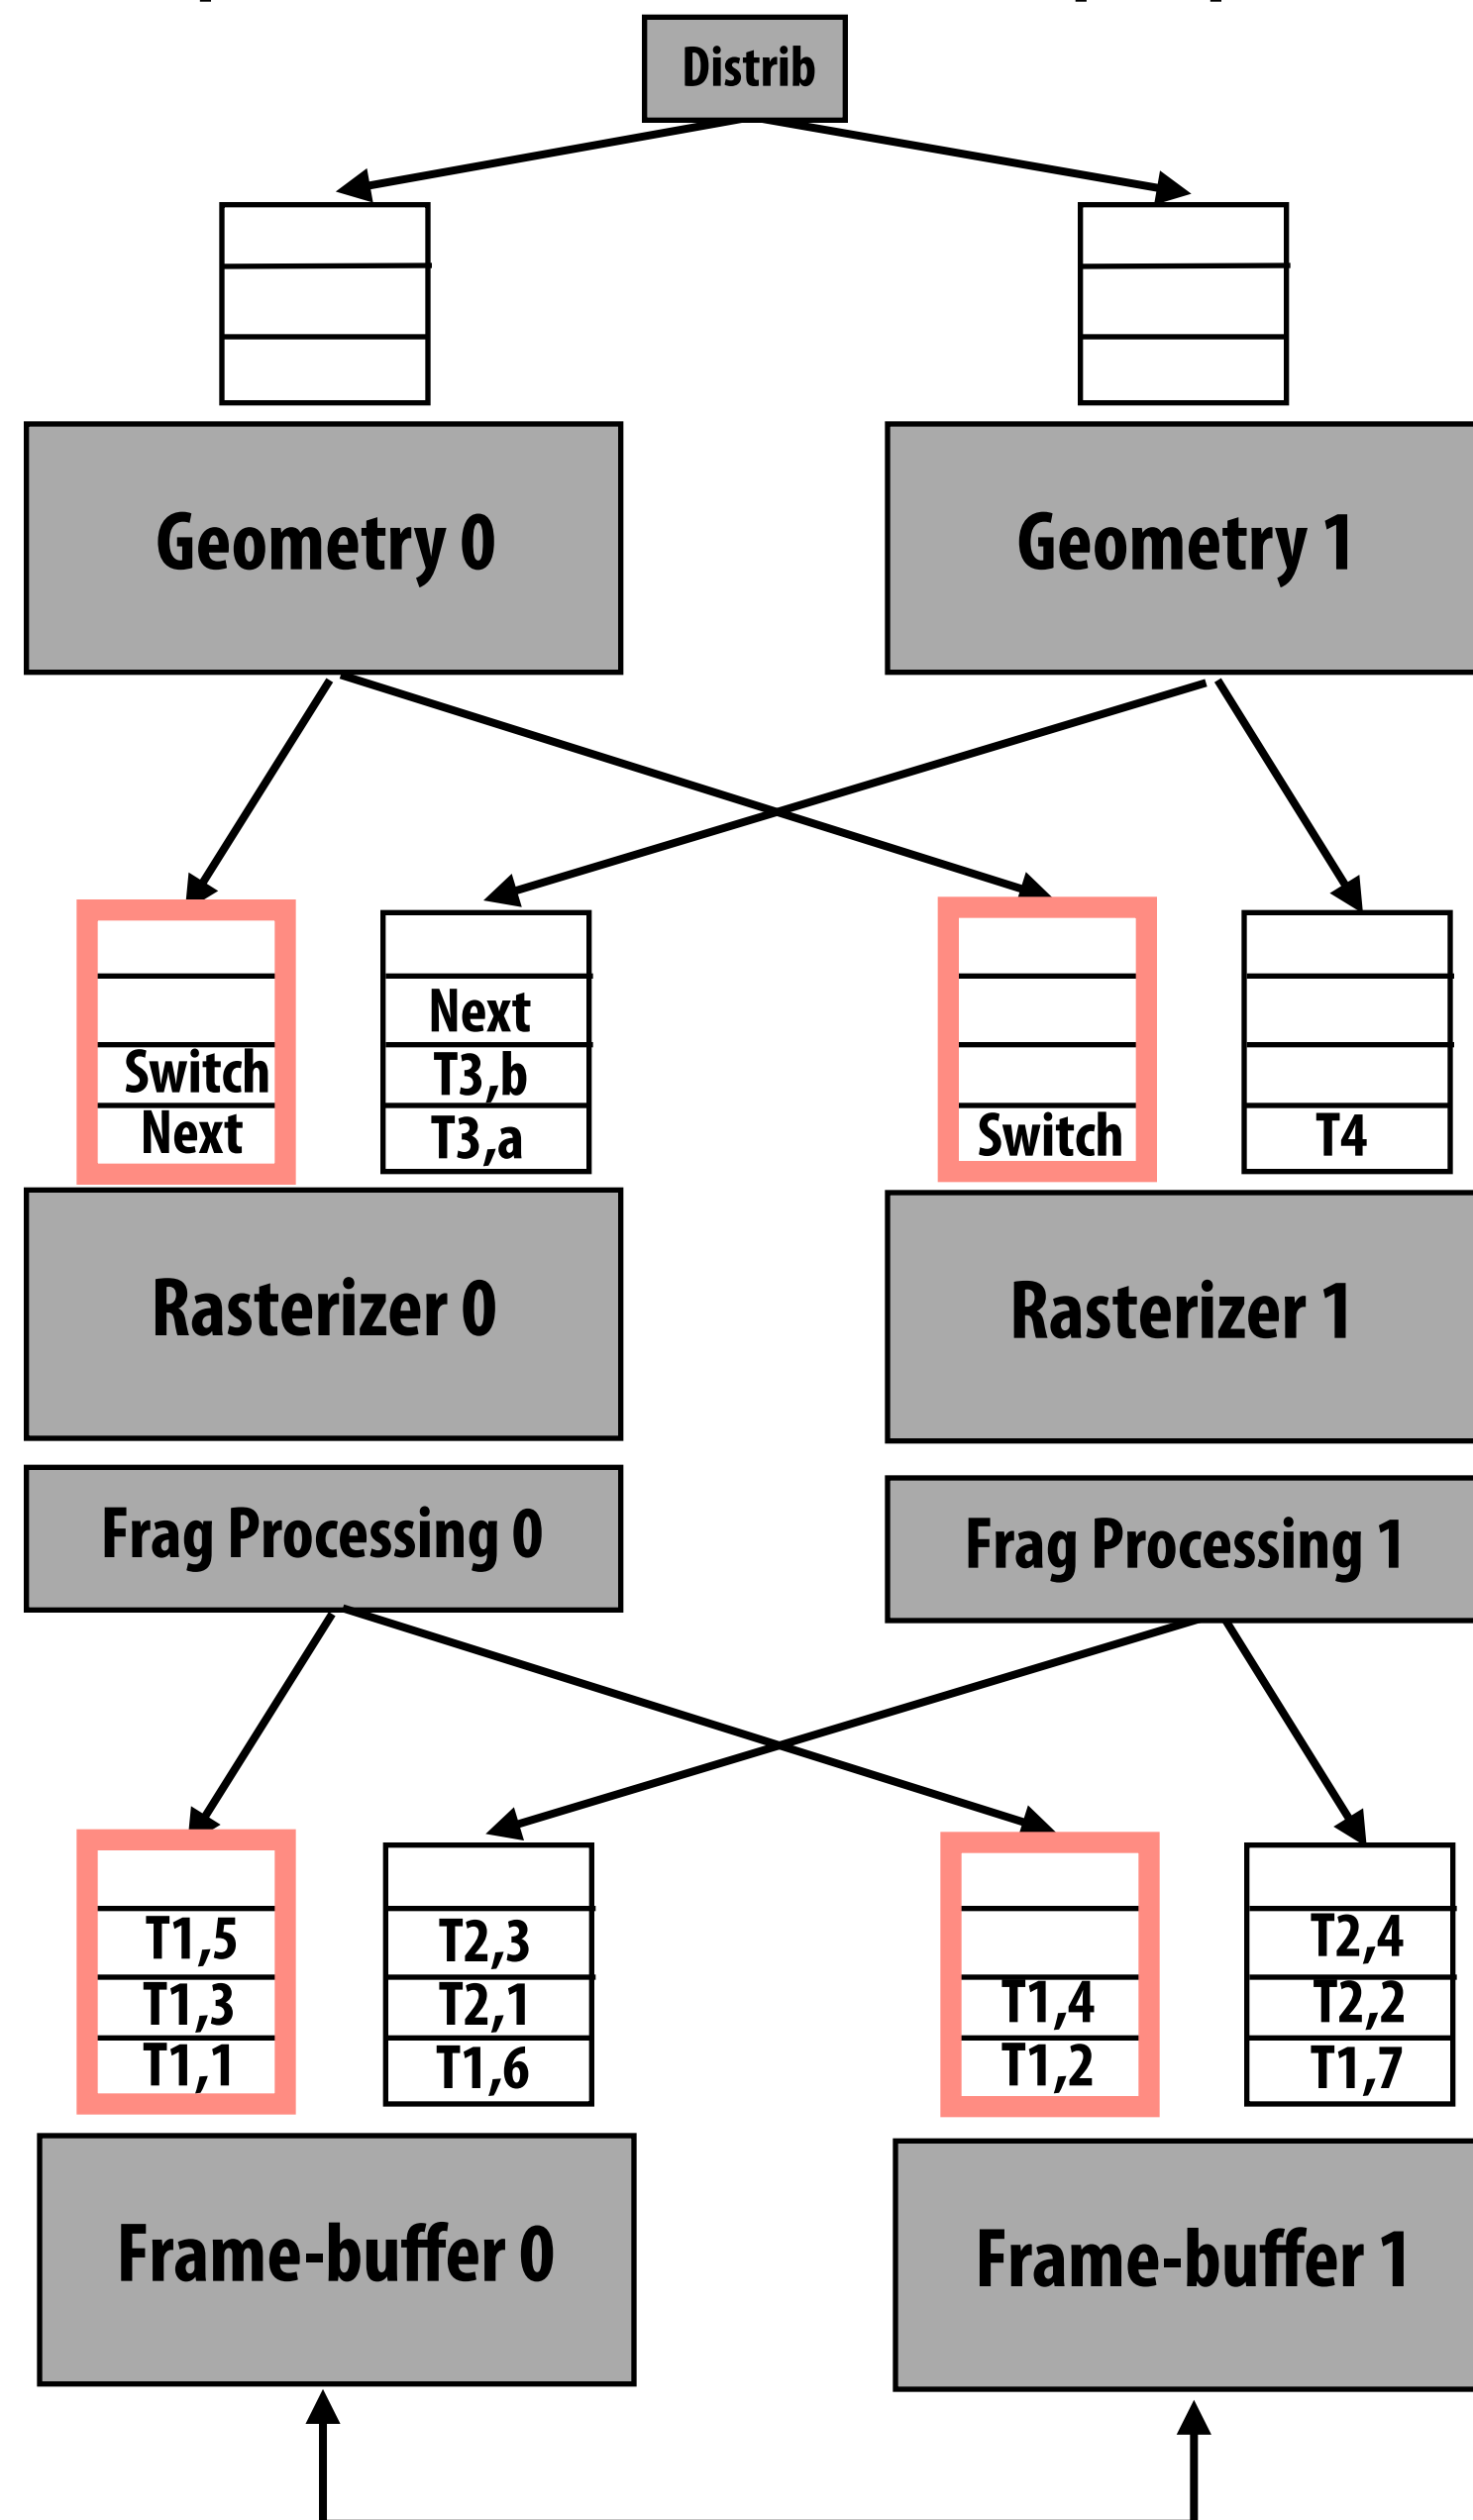 Distrib
Geometry 0
Geometry 1
Switch
Next
Next
T3,b
T3,a
Switch
T4
Rasterizer 0
Rasterizer 1
Frag Processing 0
Frag Processing 1
T1,5
T1,3
T1,1
T2,3
T2,1
T1,6
T1,4
T1,2
T2,4
T2,2
T1,7
Frame-buffer 0
Frame-buffer 1